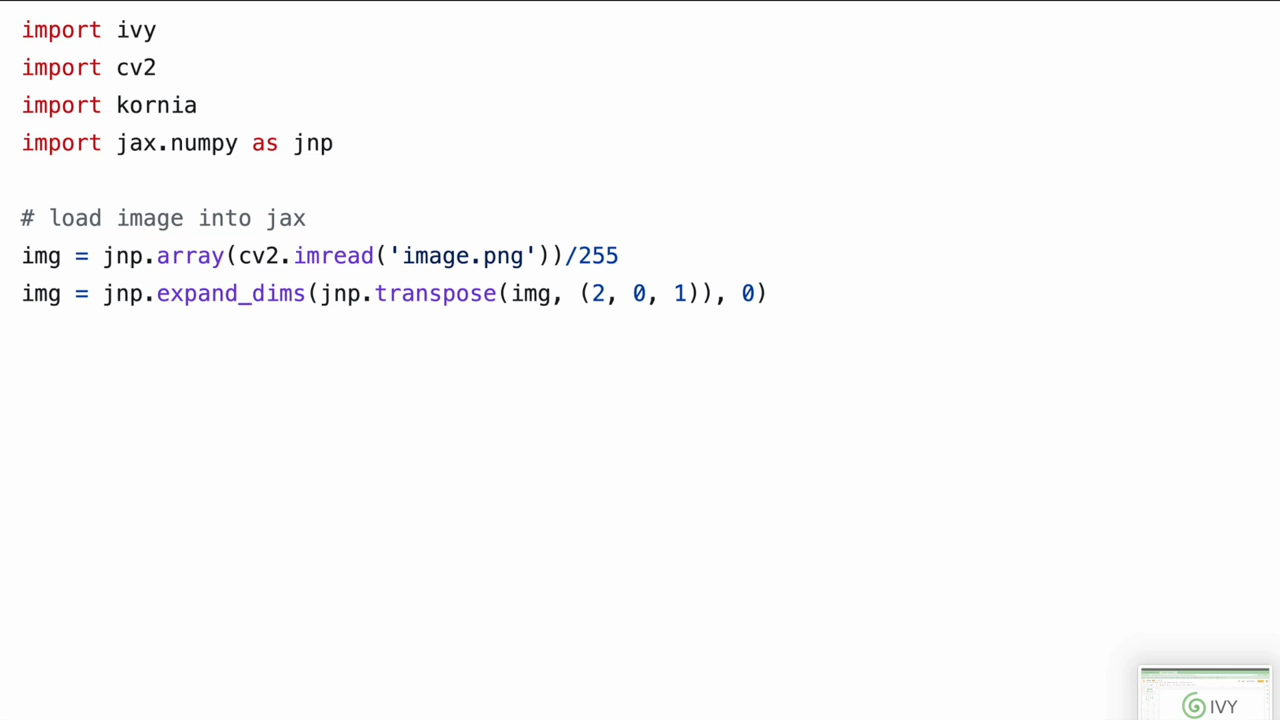 import ivy
import cv2
import kornia
import jax.numpy as jnp
# load image into jax
img = jnp.array(cv2.imread('image.png'))/255
img = jnp.expand_dims(jnp.transpose(img, (2, 0, 1)), 0)
IVY